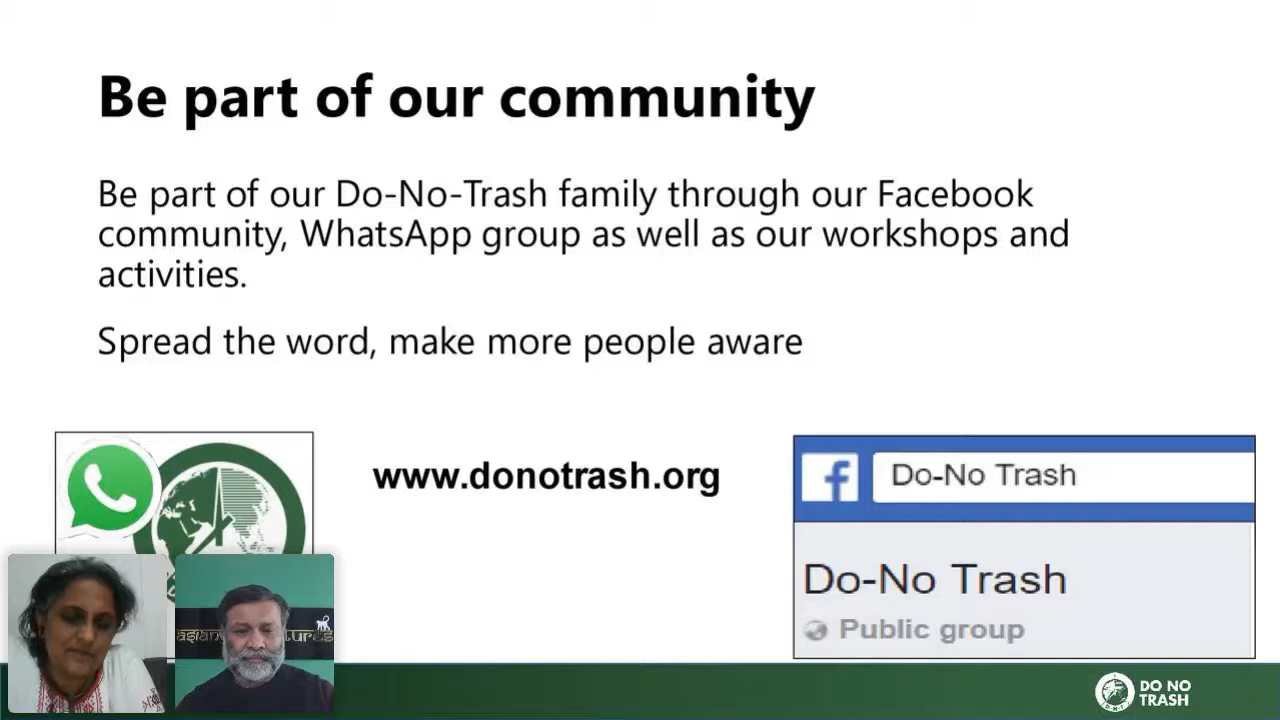 Be part of our community
Be part of our Do-No-Trash family through our Facebook
community, WhatsApp group as well as our workshops and
activities.
Spread the word, make more people aware
www.donotrash.org
Do-No Trash
Do-No Trash
Public group
DO NO
TRASH